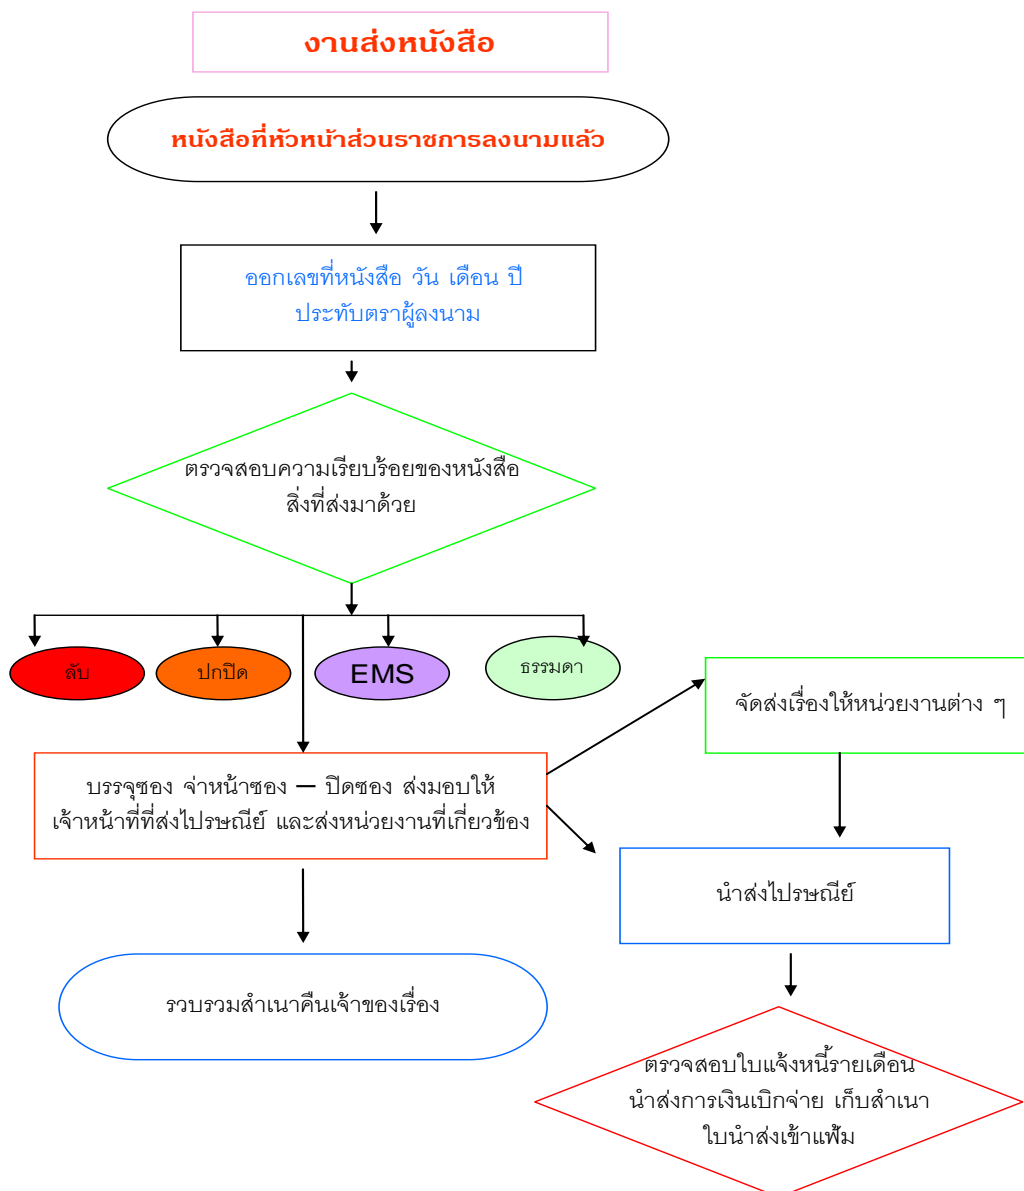 งานส่งหนังสือ
หนังสือที่หัวหน้าส่วนราชการลงนามแล้ว
ออกเลขที่หนังสือ วัน เดือน ปี
ประทับตราผู้ลงนาม
ตรวจสอบความเรียบร้อยของหนังสือ
สิ่งที่ส่งมาด้วย
ลับ
ปกปิด
EMS
ธรรมดา
จัดส่งเรื่องให้หน่วยงานต่าง ๆ
บรรจุซอง จ่าหน้าซอง – ปิดซอง ส่งมอบให้
เจ้าหน้าที่ที่ส่งไปรษณีย์ และส่งหน่วยงานที่เกี่ยวข้อง
นำส่งไปรษณีย์
รวบรวมสำเนาคืนเจ้าของเรื่อง
ตรวจสอบใบแจ้งหนี้รายเดือน
นำส่งการเงินเบิกจ่าย เก็บสำเนา
ใบนำส่งเข้าแฟ้ม